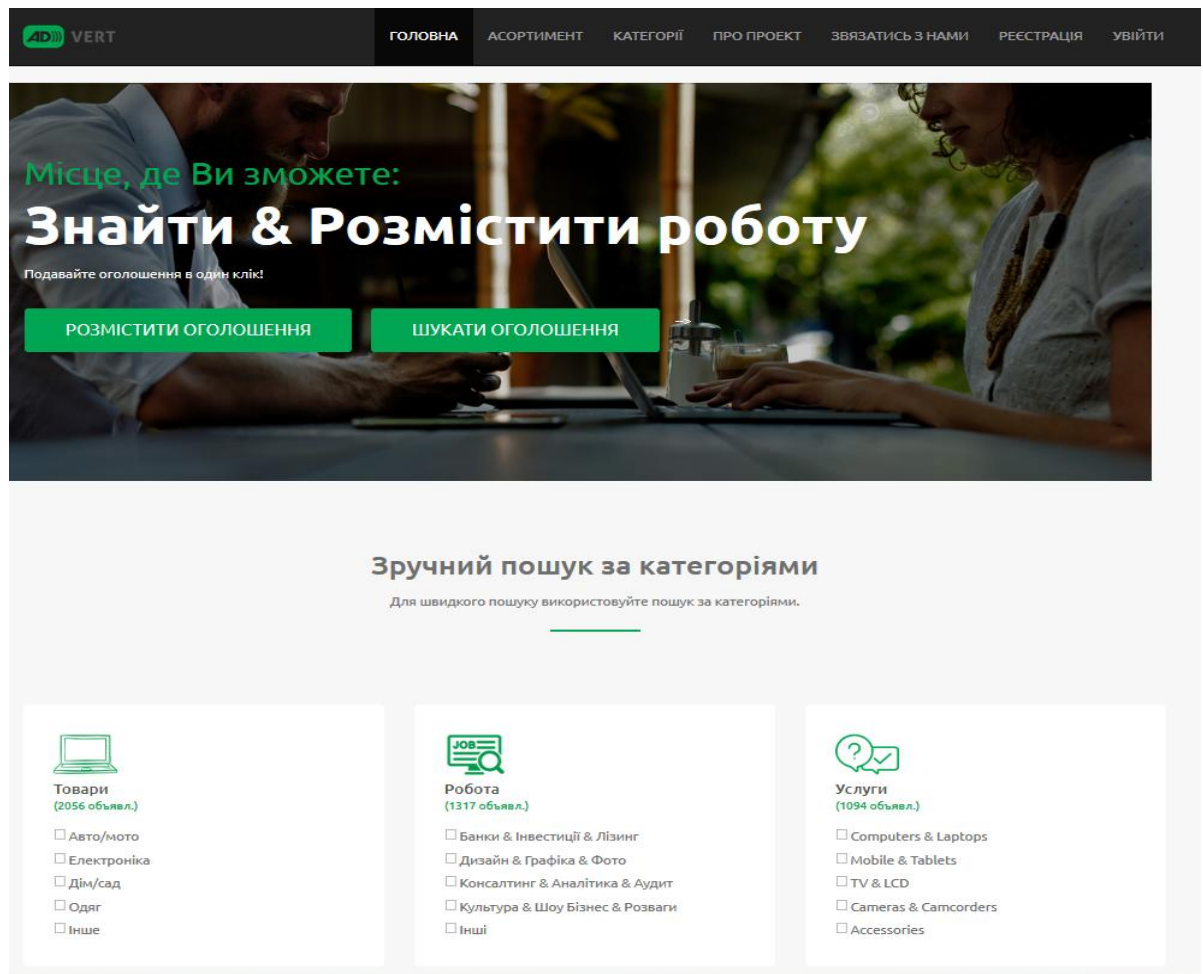 AD VERT
ГОЛОВНА АСОРТИМЕНТ КАТЕГОРІЇ ПРО ПРОЕКТ ЗВЯЗАТИСЬ З НАМИ РЕЄСТРАЦІЯ УВІЙТИ
Місце, де Ви зможете:
Знайти & Розмістити роботу
Подавайте оголошення в один клік!
РОЗМІСТИТИ ОГОЛОШЕННЯ ШУКАТИ ОГОЛОШЕННЯ
Зручний пошук за категоріями
Для швидкого пошуку використовуйте пошук за категоріями.
Товари
(2056 объявл.)
Авто/мото
Електроніка
Дім/сад
Одяг
Інше
JOB
Робота
(1317 объявл.)
Банки & Інвестиції & Лізинг
Дизайн & Графіка & Фото
Консалтинг & Аналітика & Аудит
Культура & Шоу Бізнес & Розваги
Інші
Услуги
(1094 объявл.)
Computers & Laptops
Mobile & Tablets
TV & LCD
Cameras & Camcorders
Accessories